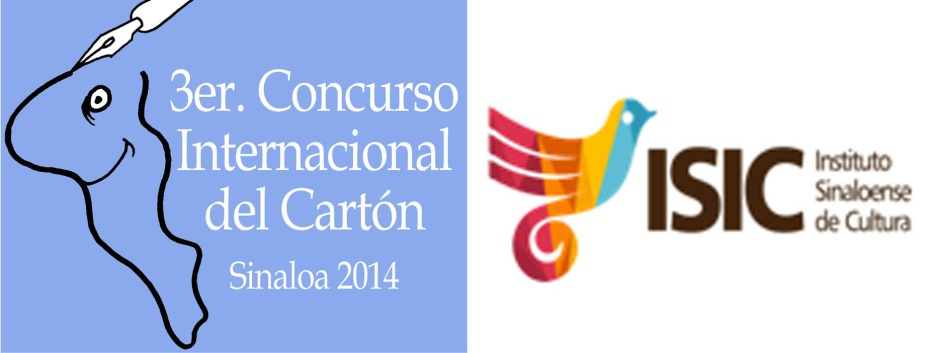 3er. Concurso
Internacional
del Cartón
Sinaloa 2014
ISIC
Instituto
Sinaloense
de Cultura